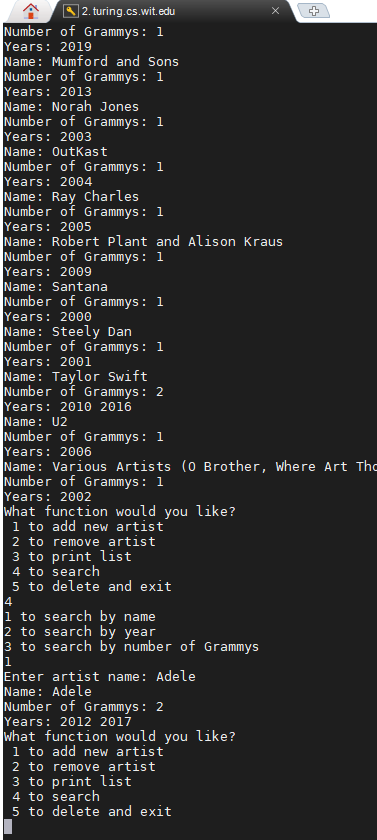 2. turing.cs.wit.edu
Number of Grammys: 1
Years: 2019
Name: Mumford and Sons
Number of Grammys: 1
Years: 2013
Name: Norah Jones
Number of Grammys: 1
Years: 2003
Name: OutKast
Number of Grammys: 1
Years: 2004
Name: Ray Charles
Number of Grammys: 1
Years: 2005
Name: Robert Plant and Alison Kraus
Number of Grammys: 1
Years: 2009
Name: Santana
Number of Grammys: 1
Years: 2000
Name: Steely Dan
Number of Grammys: 1
Years: 2001
Name: Taylor Swift
Number of Grammys: 2
Years: 2010 2016
Name: U2
Number of Grammys: 1
Years: 2006
Name: Various Artists (O Brother, Where Art Tho
Number of Grammys: 1
Years: 2002
What function would you like?
1 to add new artist
2 to remove artist
3 to print list
4 to search
5 to delete and exit
4
1 to search by name
2 to search by year
3 to search by number of Grammys
1
Enter artist name: Adele
Name: Adele
Number of Grammys: 2
Years: 2012 2017
What function would you like?
1 to add new artist
2 to remove artist
3 to print list
4 to search
5 to delete and exit